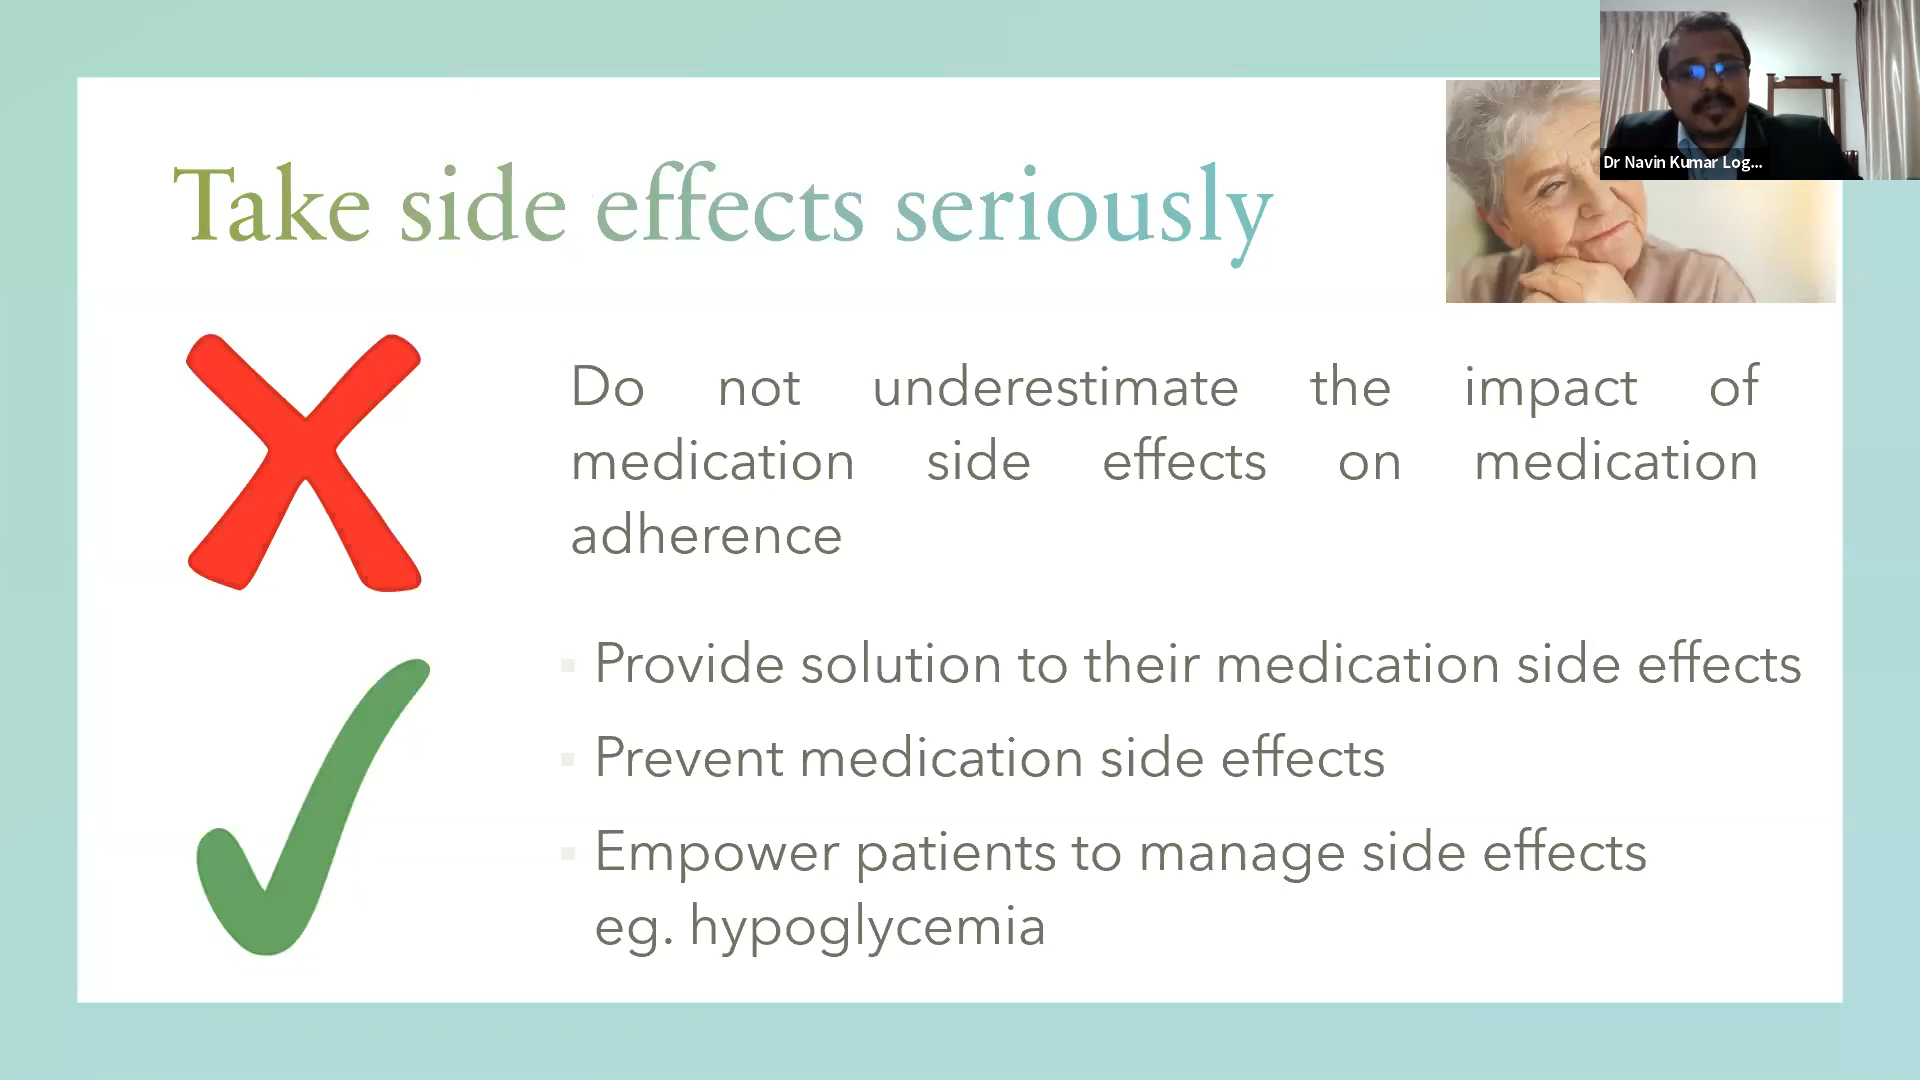 Take side effects seriously
Dr Navin Kumar Log...
Do not underestimate the impact of
medication side effects on medication
adherence
Provide solution to their medication side effects
Prevent medication side effects
Empower patients to manage side effects
eg. hypoglycemia